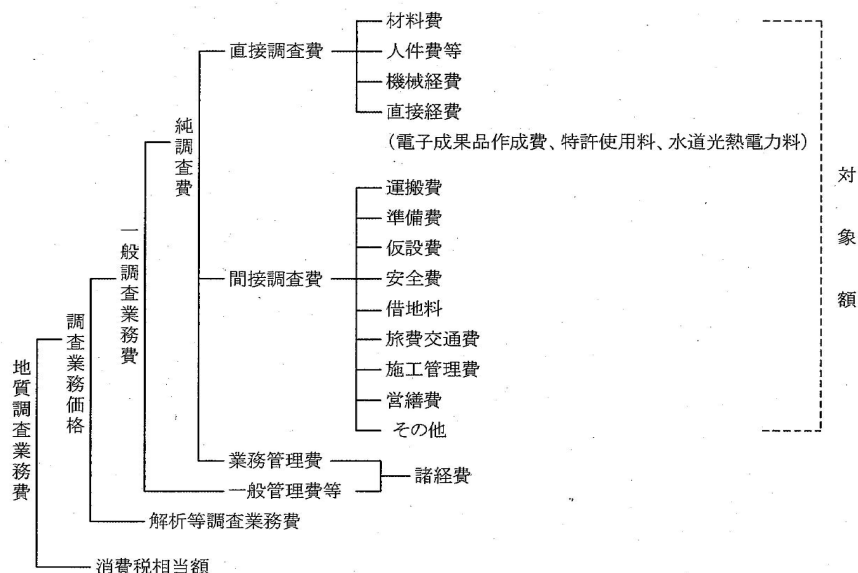 地質調査業務費
調査業務価格
一般調査業務費
純調査費
直接調査費
材料費
人件費等
機械経費
直接経費
(電子成果品作成費、特許使用料、水道光熱電力料)
間接調査費
運搬費
準備費
仮設費
安全費
借地料
旅費交通費
施工管理費
営繕費
その他
業務管理費
一般管理費等
諸経費
解析等調査業務費
消費税相当額
対象額